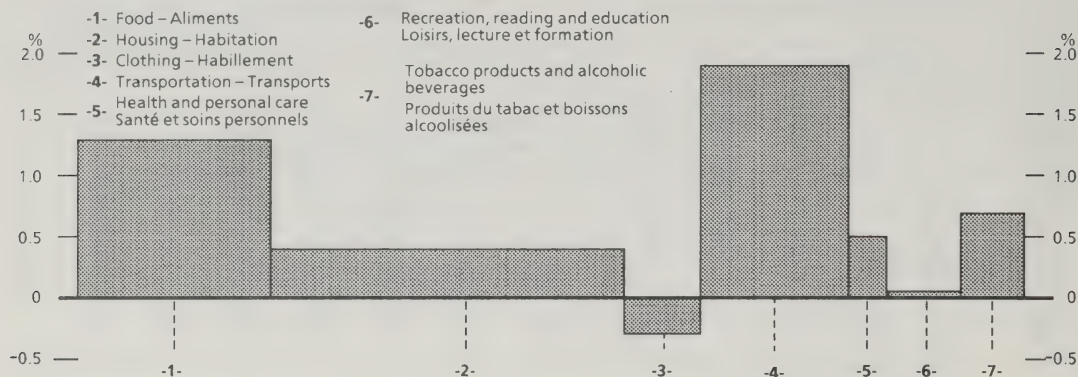 -1- Food – Aliments
-2- Housing – Habitation
-3- Clothing – Habillement
-4- Transportation – Transports
-5- Health and personal care
Santé et soins personnels
-6- Recreation, reading and education
Loisirs, lecture et formation
-7- Tobacco products and alcoholic
beverages
Produits du tabac et boissons
alcoolisées
%
2.0
1.5
1.0
0.5
0
-0.5
%
2.0
1.5
1.0
0.5
0
-0.5
-1- -2- -3- -4- -5- -6- -7-